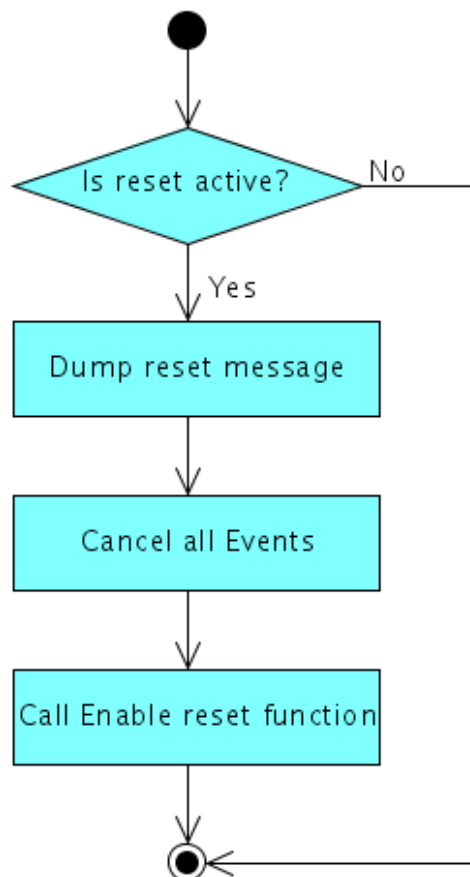 Is reset active?
No
Yes
Dump reset message
Cancel all Events
Call Enable reset function